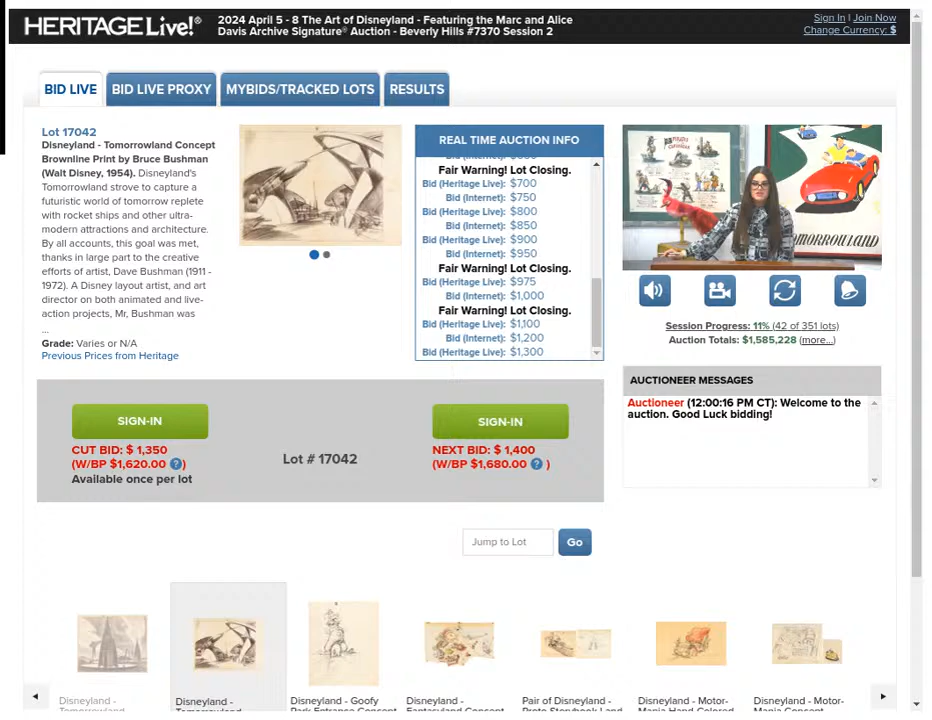 HERITAGE Live!®
2024 April 5 - 8 The Art of Disneyland - Featuring the Marc and Alice
Davis Archive Signature® Auction - Beverly Hills #7370 Session 2
Sign In | Join Now
Change Currency: $
BID LIVE
BID LIVE PROXY
MYBIDS/TRACKED LOTS
RESULTS
Lot 17042
Disneyland - Tomorrowland Concept
Brownline Print by Bruce Bushman
(Walt Disney, 1954). Disneyland's
Tomorrowland strove to capture a
futuristic world of tomorrow replete
with rocket ships and other ultra-
modern attractions and architecture.
By all accounts, this goal was met,
thanks in large part to the creative
efforts of artist, Dave Bushman (1911 -
1972). A Disney layout artist, and art
director on both animated and live-
action projects, Mr, Bushman was
...
Grade: Varies or N/A
Previous Prices from Heritage
REAL TIME AUCTION INFO
Fair Warning! Lot Closing.
Bid (Heritage Live): $700
Bid (Internet): $750
Bid (Heritage Live): $800
Bid (Internet): $850
Bid (Heritage Live): $900
Bid (Internet): $950
Fair Warning! Lot Closing.
Bid (Heritage Live): $975
Bid (Internet): $1,000
Fair Warning! Lot Closing.
Bid (Heritage Live): $1,100
Bid (Internet): $1,200
Bid (Heritage Live): $1,300
Session Progress: 11% (42 of 351 lots)
Auction Totals: $1,585,228 (more...)
AUCTIONEER MESSAGES
Auctioneer (12:00:16 PM CT): Welcome to the
auction. Good Luck bidding!
SIGN-IN
CUT BID: $ 1,350
(W/BP $1,620.00 ?)
Available once per lot
Lot # 17042
SIGN-IN
NEXT BID: $ 1,400
(W/BP $1,680.00 ? )
Jump to Lot
Go
Disneyland -
Disneyland -
Disneyland - Goofy
Disneyland -
Pair of Disneyland -
Disneyland - Motor-
Disneyland - Motor-